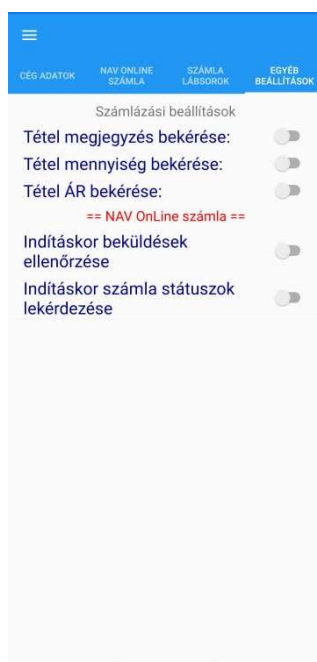 CÉG ADATOK
NAV ONLINE
SZÁMLA
SZÁMLA
LÁBSOROK
EGYÉB
BEÁLLÍTÁSOK
Számlázási beállítások
Tétel megjegyzés bekérése:
Tétel mennyiség bekérése:
Tétel ÁR bekérése:
== NAV OnLine számla ==
Indításkor beküldések
ellenőrzése
Indításkor számla státuszok
lekérdezése